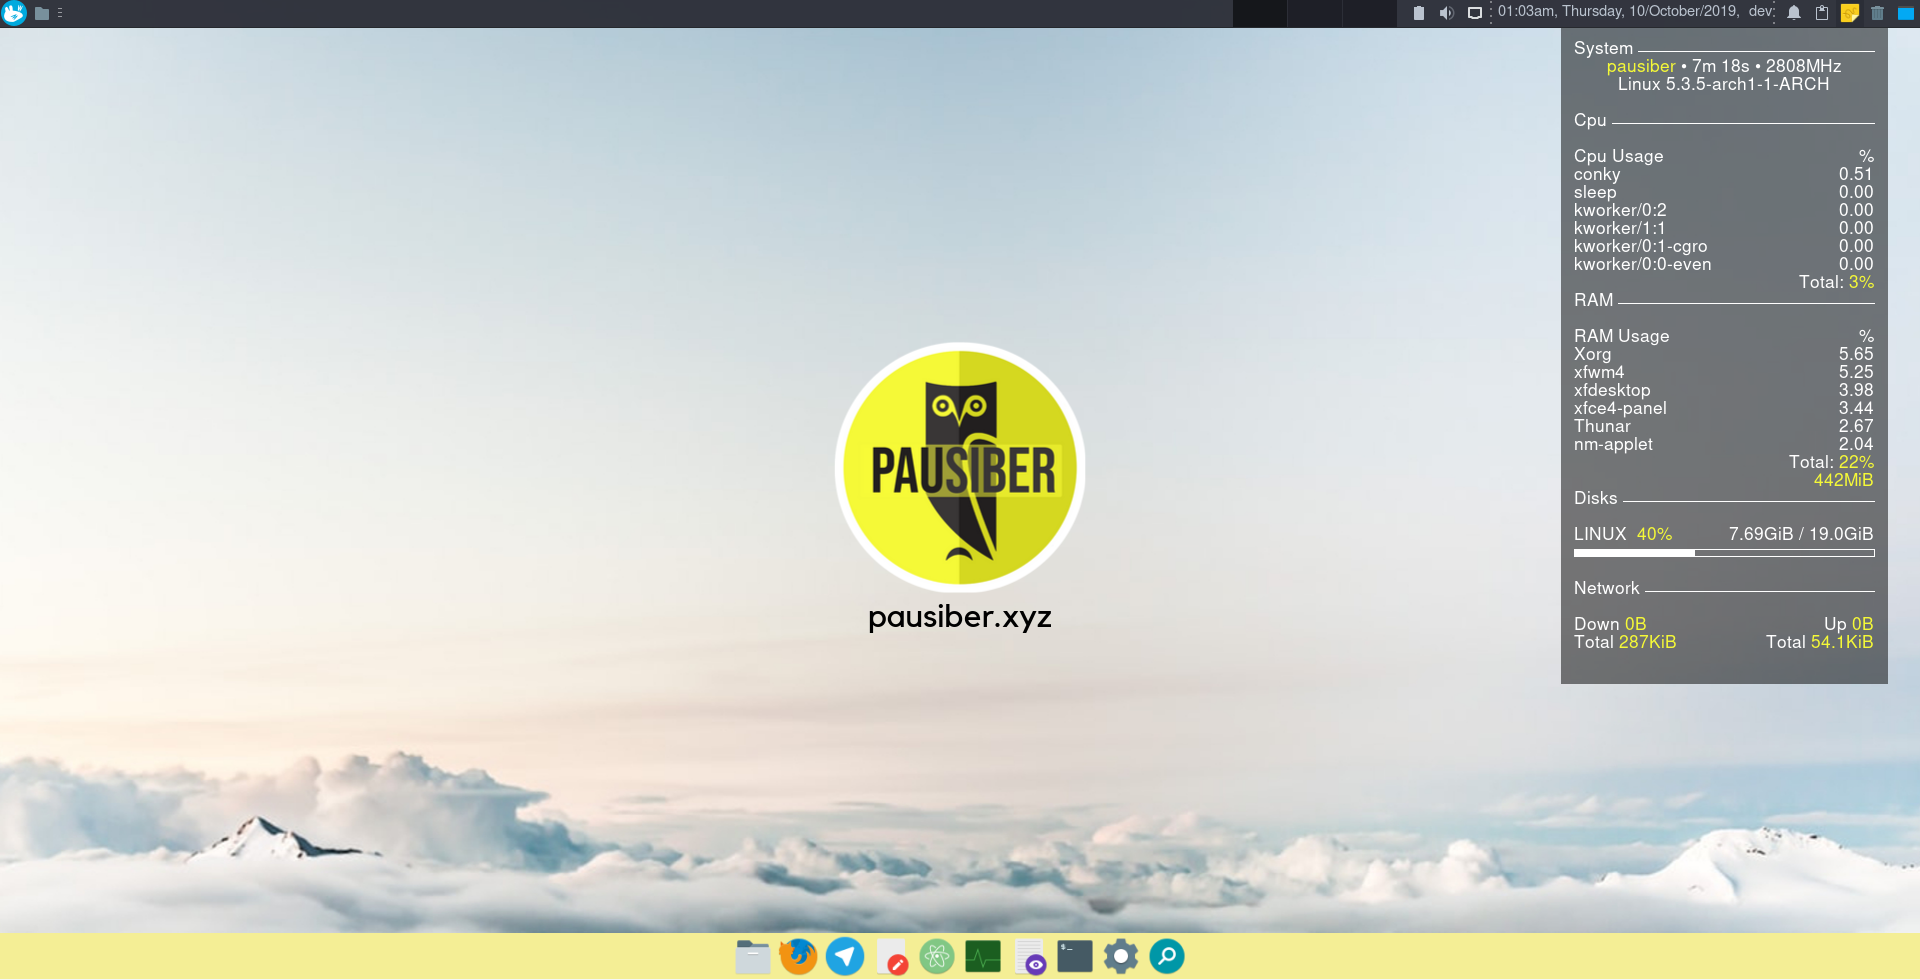 01:03am, Thursday, 10/October/2019, dev
System
pausiber • 7m 18s • 2808MHz
Linux 5.3.5-arch1-1-ARCH
Cpu
Cpu Usage %
conky 0.51
sleep 0.00
kworker/0:2 0.00
kworker/1:1 0.00
kworker/0:1-cgro 0.00
kworker/0:0-even 0.00
Total: 3%
RAM
RAM Usage %
Xorg 5.65
xfwm4 5.25
xfdesktop 3.98
xfce4-panel 3.44
Thunar 2.67
nm-applet 2.04
Total: 22%
442MiB
Disks
LINUX 40% 7.69GiB / 19.0GiB
Network
Down 0B Up 0B
Total 287KiB Total 54.1KiB
PAUSIBER
pausiber.xyz
$_